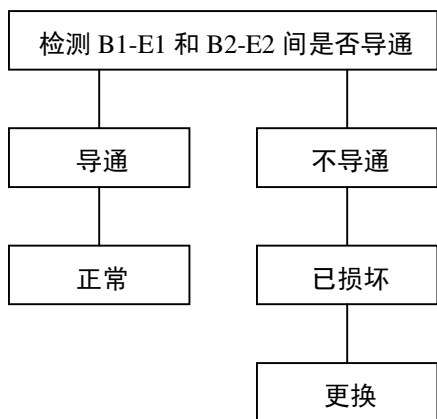 检测 B1-E1 和 B2-E2 间是否导通
导通
不导通
正常
已损坏
更换